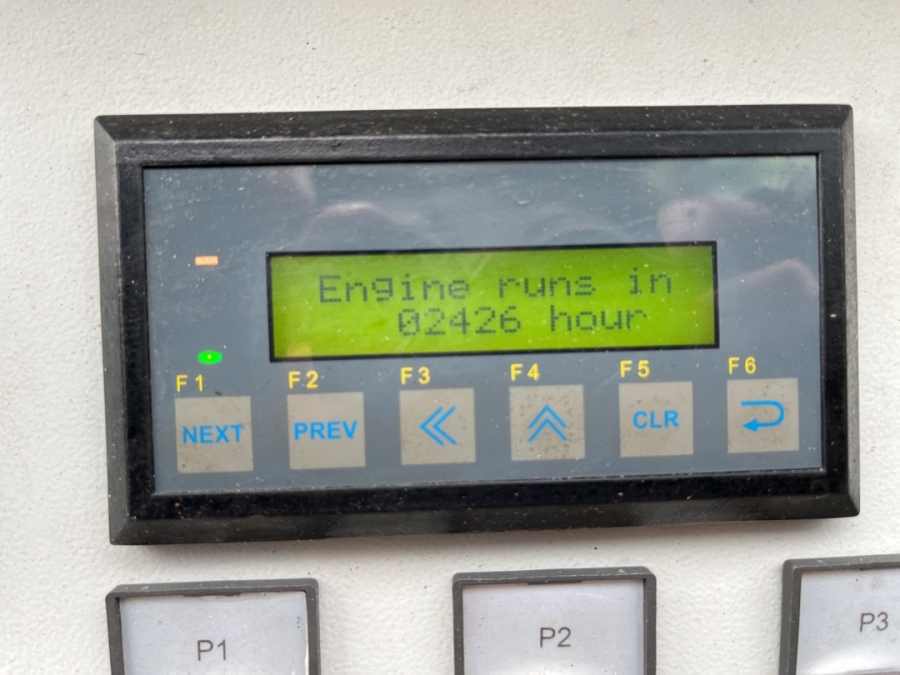 Engine runs in
02426 hour
F1 F2 F3 F4 F5 F6
NEXT PREV CLR
P1 P2 P3